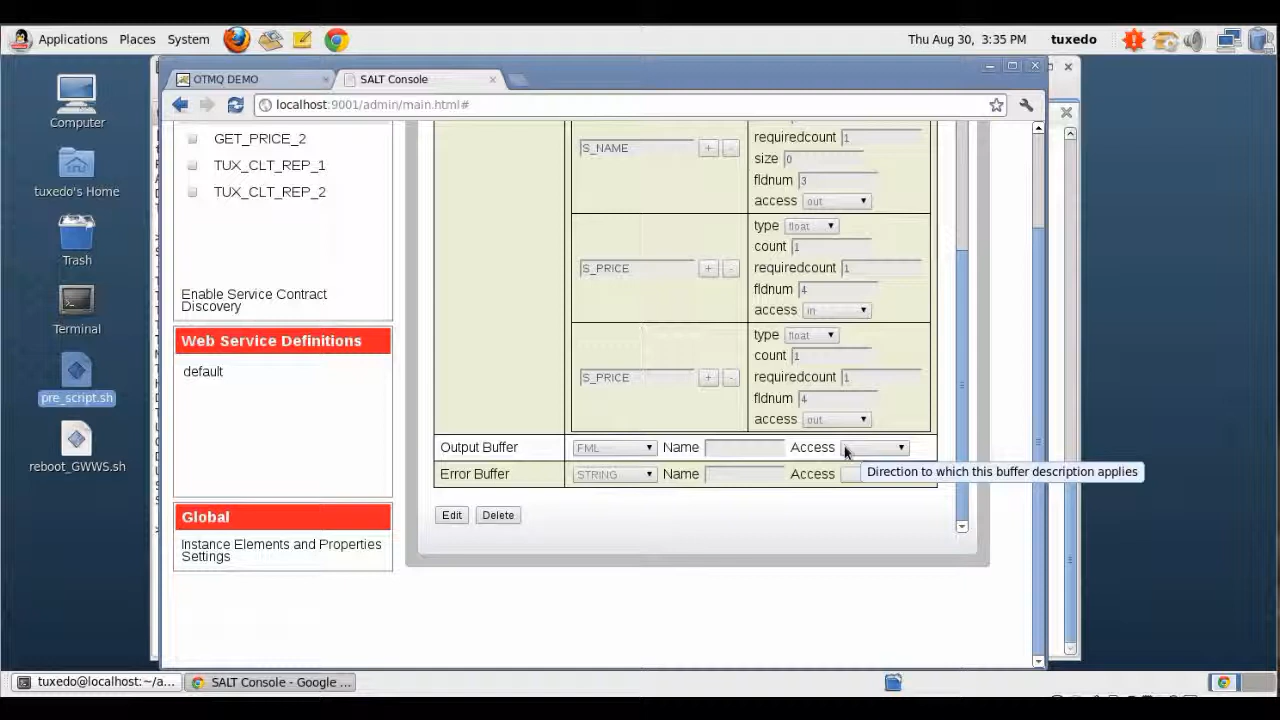 Applications Places System Thu Aug 30, 3:35 PM tuxedo
OTMQ DEMO SALT Console
localhost:9001/admin/main.html#
Computer
tuxedo's Home
Trash
Terminal
pre_script.sh
reboot_GWWS.sh
GET_PRICE_2
TUX_CLT_REP_1
TUX_CLT_REP_2
Enable Service Contract
Discovery
Web Service Definitions
default
Global
Instance Elements and Properties
Settings
requiredcount 1
S_NAME + -
size 0
fldnum 3
access out
type float
count 1
S_PRICE + - requiredcount 1
fldnum 4
access in
type float
count 1
S_PRICE + - requiredcount 1
fldnum 4
access out
Output Buffer FML Name Access
Direction to which this buffer description applies
Error Buffer STRING Name Access
Edit Delete
tuxedo@localhost:~/a... SALT Console - Google ...